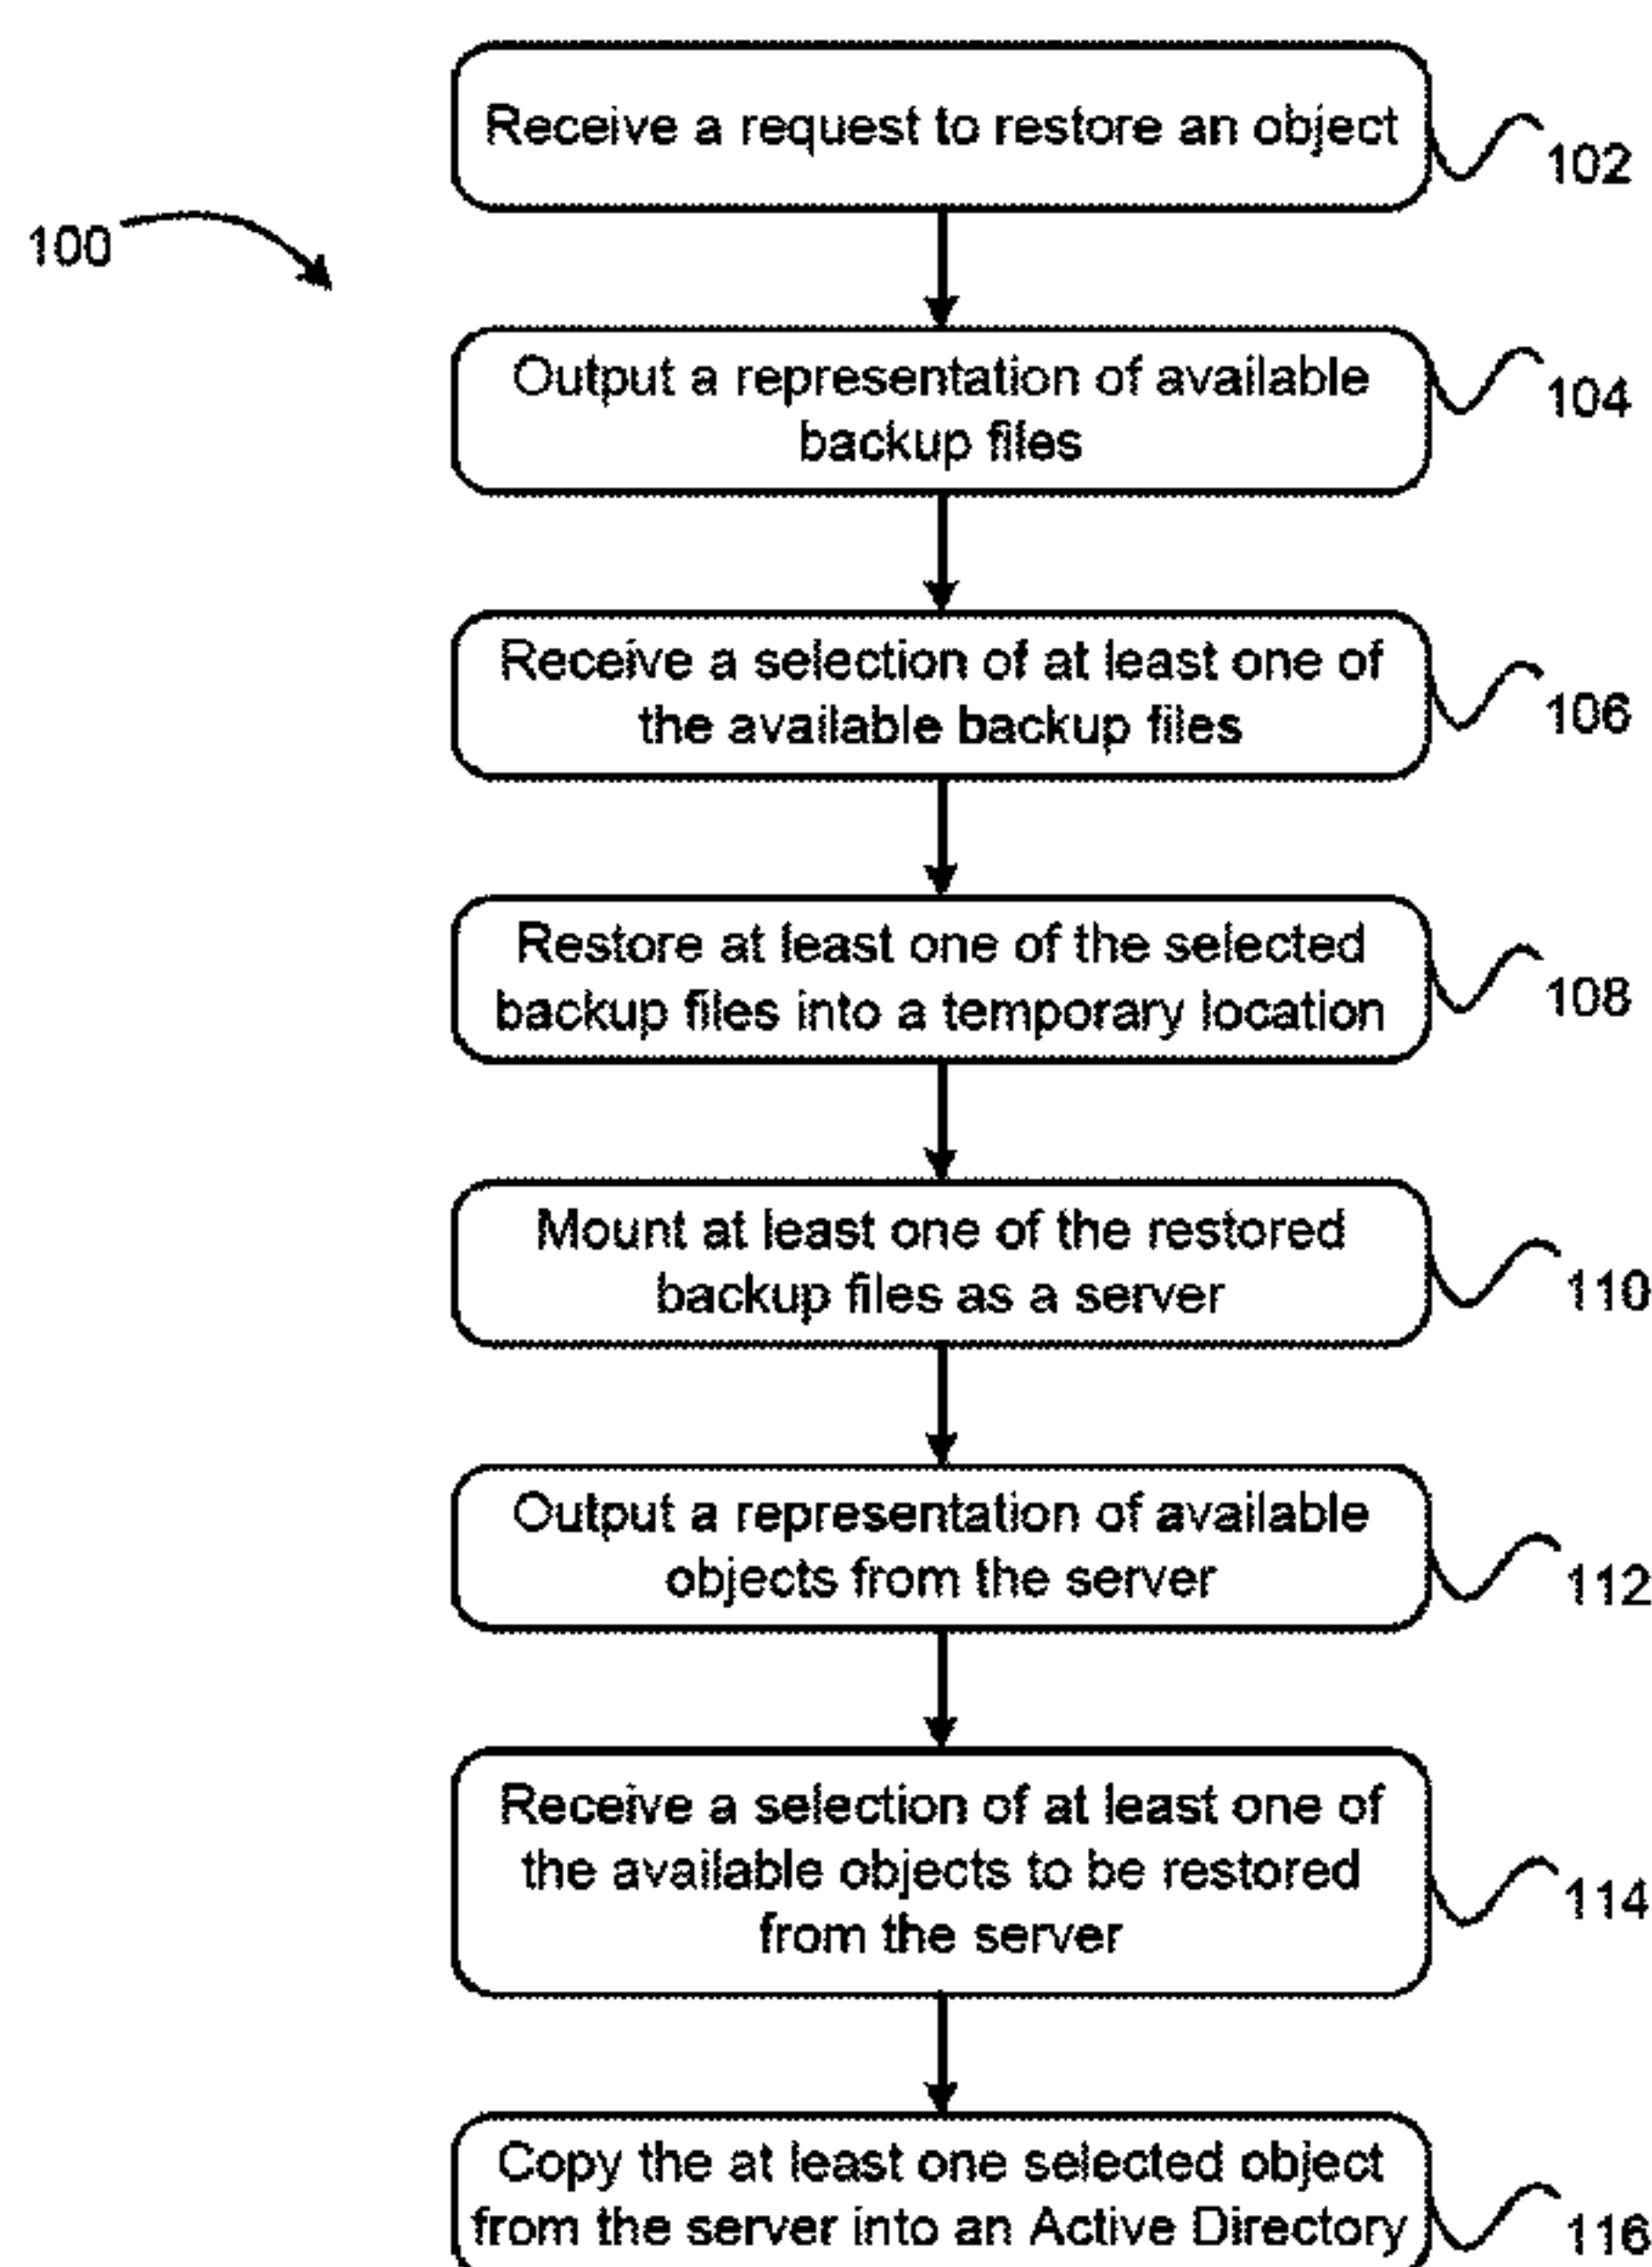 Receive a request to restore an object
102
100
Output a representation of available
backup files
104
Receive a selection of at least one of
the available backup files
106
Restore at least one of the selected
backup files into a temporary location
108
Mount at least one of the restored
backup files as a server
110
Output a representation of available
objects from the server
112
Receive a selection of at least one of
the available objects to be restored
from the server
114
Copy the at least one selected object
from the server into an Active Directory
116